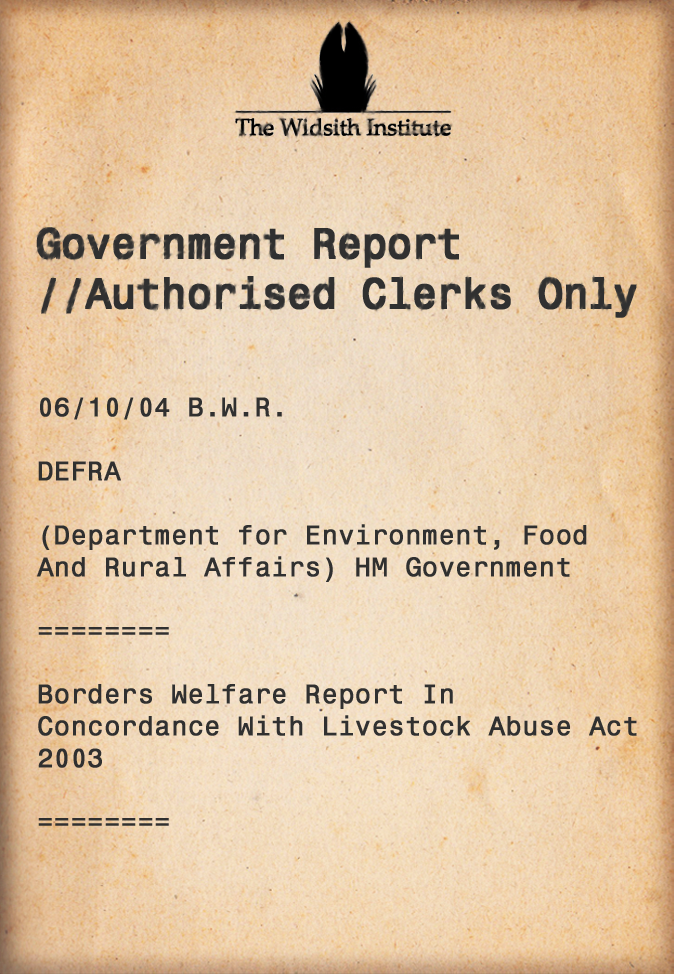 The Widsith Institute
Government Report
//Authorised Clerks Only
06/10/04 B.W.R.
DEFRA
(Department for Environment, Food
And Rural Affairs) HM Government
========
Borders Welfare Report In
Concordance With Livestock Abuse Act
2003
========